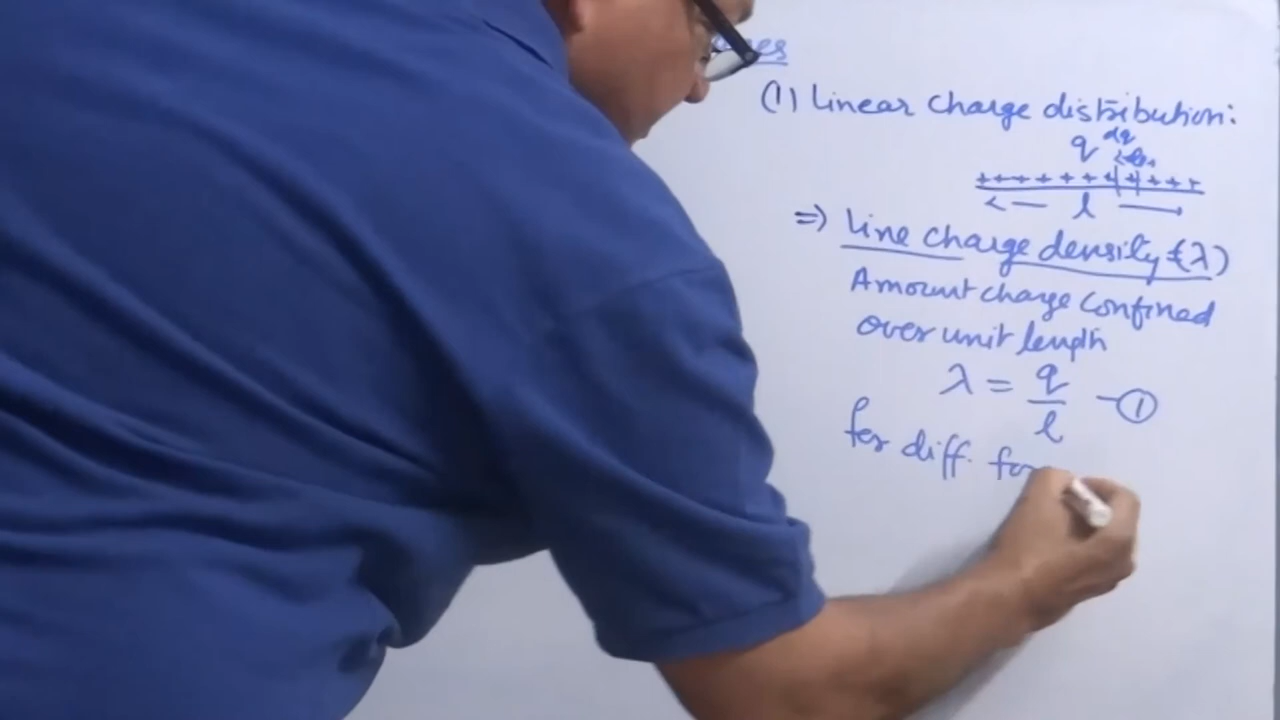 (1) Linear charge distribution:
q dq
+ + + + + + + + + + +
l
=) Line charge density (λ)
Amount charge confined
over unit length
λ = q/l - ①
for diff. for